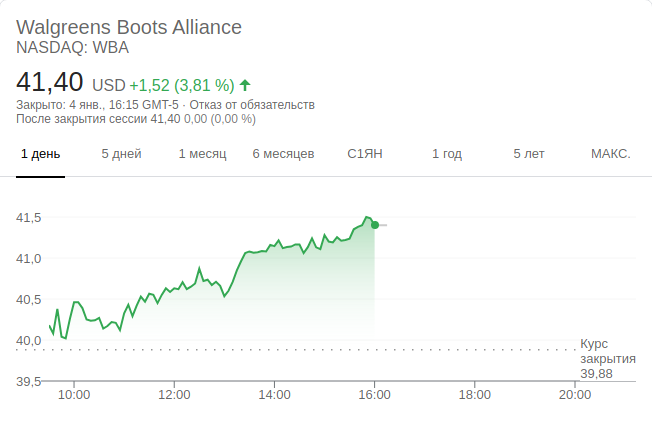 Walgreens Boots Alliance
NASDAQ: WBA
41,40 USD +1,52 (3,81 %)
Закрыто: 4 янв., 16:15 GMT-5 · Отказ от обязательств
После закрытия сессии 41,40 0,00 (0,00 %)
1 день 5 дней 1 месяц 6 месяцев С1ЯН 1 год 5 лет МАКС.
41,5
41,0
40,5
40,0
Курс
закрытия
39,88
39,5
10:00 12:00 14:00 16:00 18:00 20:00